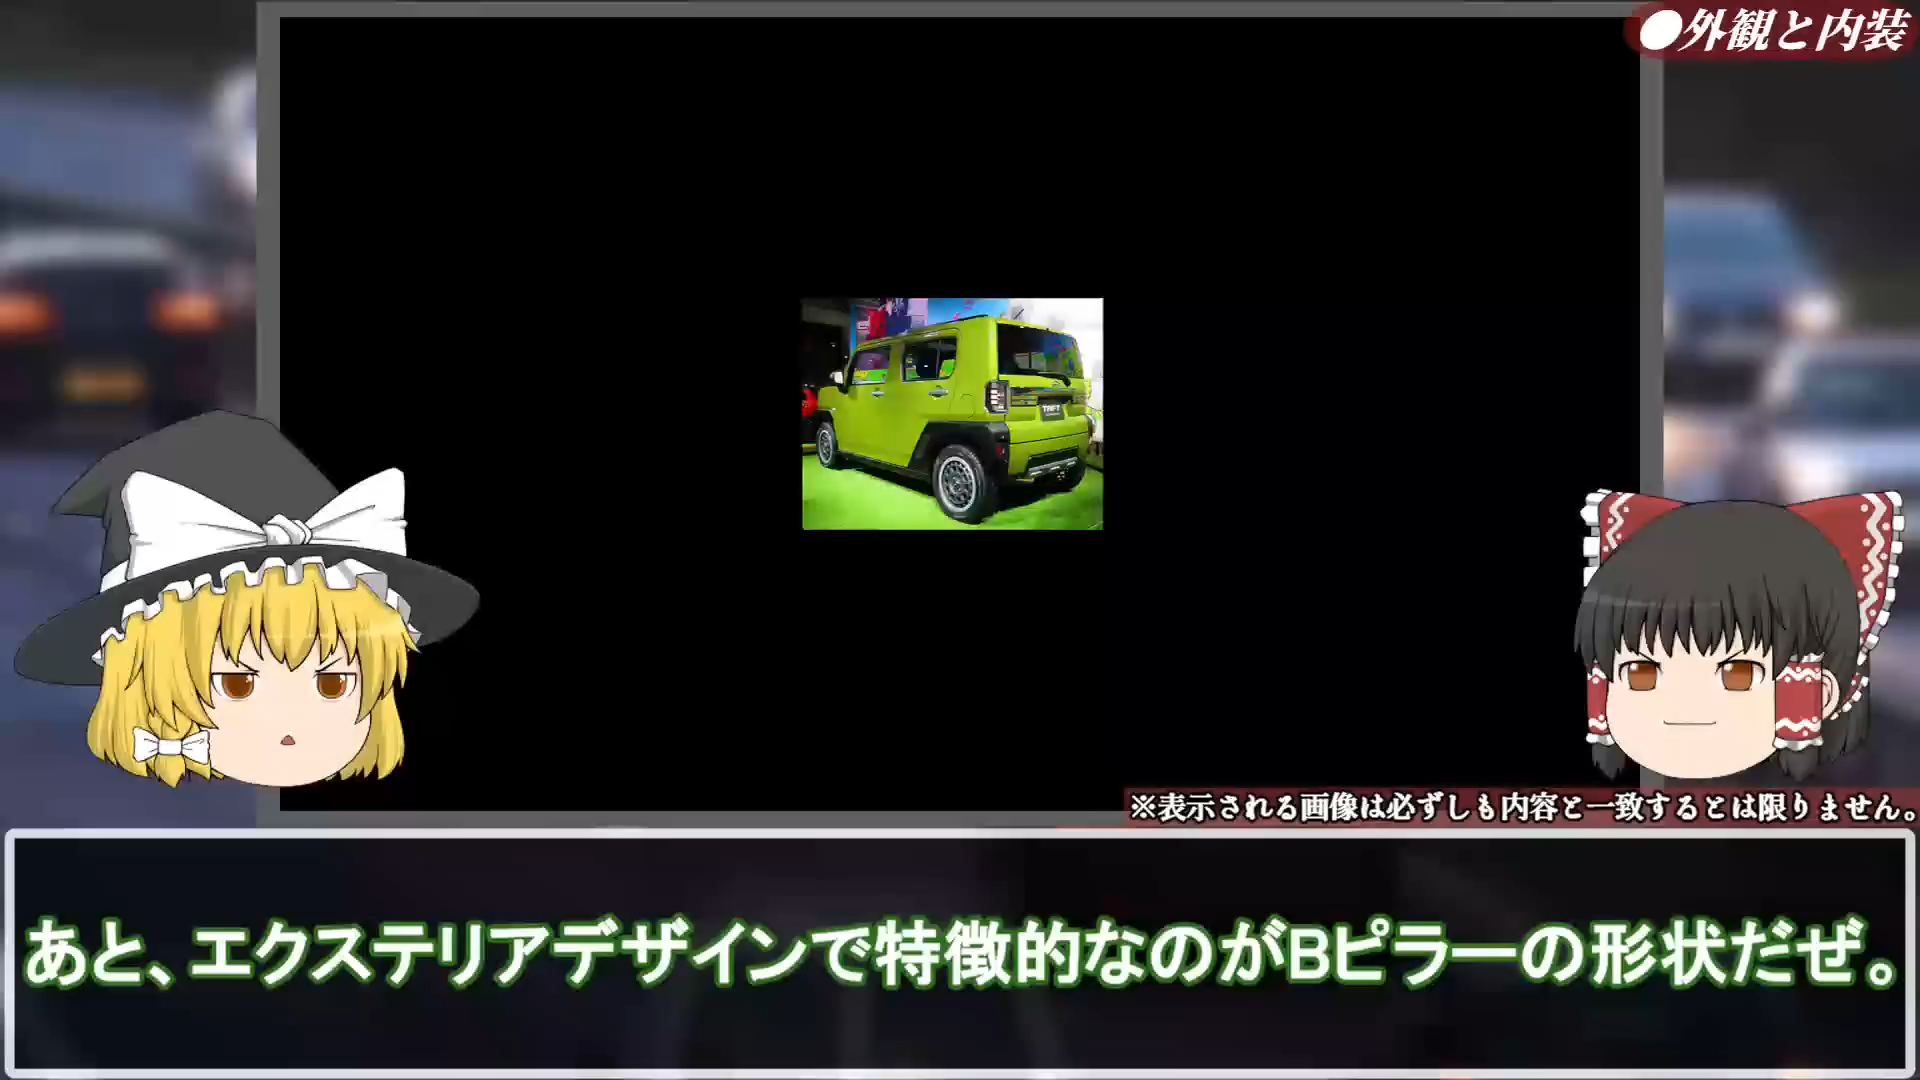 ●外観と内装
TAFT
※表示される画像は必ずしも内容と一致するとは限りません。
あと、エクステリアデザインで特徴的なのがBピラーの形状だぜ。